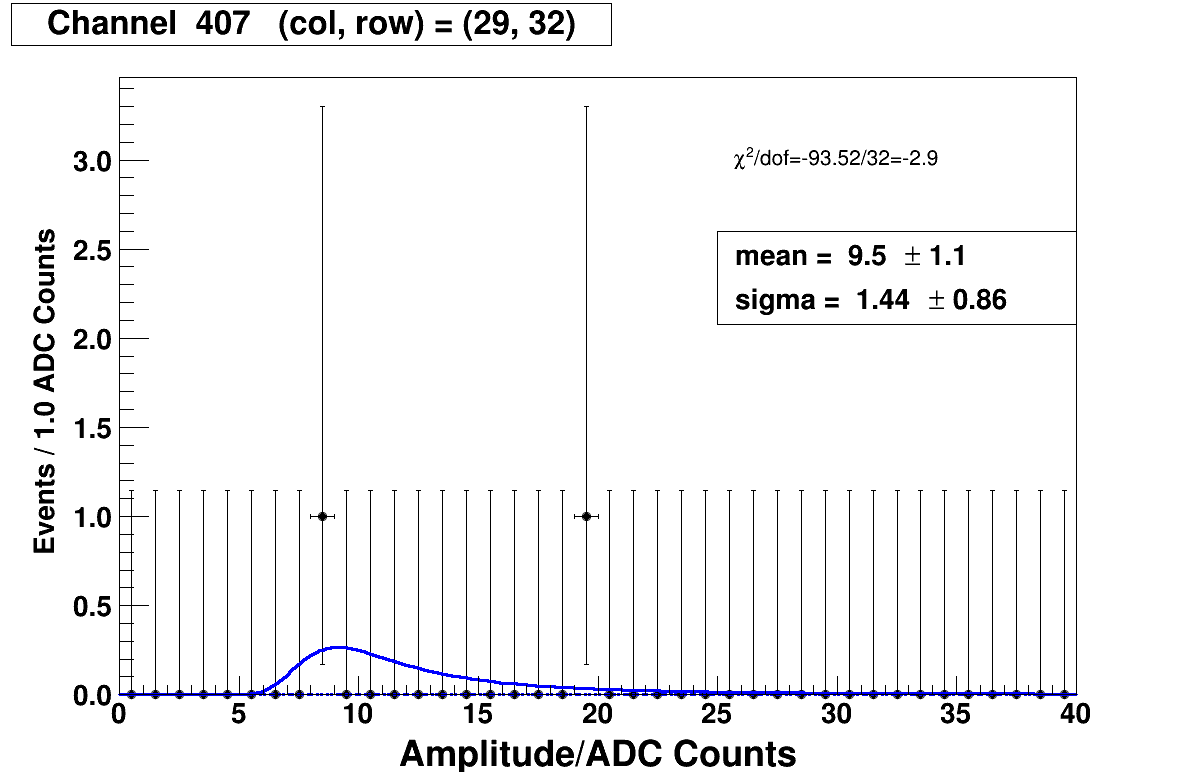 Channel 407 (col, row) = (29, 32)
χ²/dof=-93.52/32=-2.9
mean = 9.5 ± 1.1
sigma = 1.44 ± 0.86
Events / 1.0 ADC Counts
3.0
2.5
2.0
1.5
1.0
0.5
0.0
0 5 10 15 20 25 30 35 40
Amplitude/ADC Counts